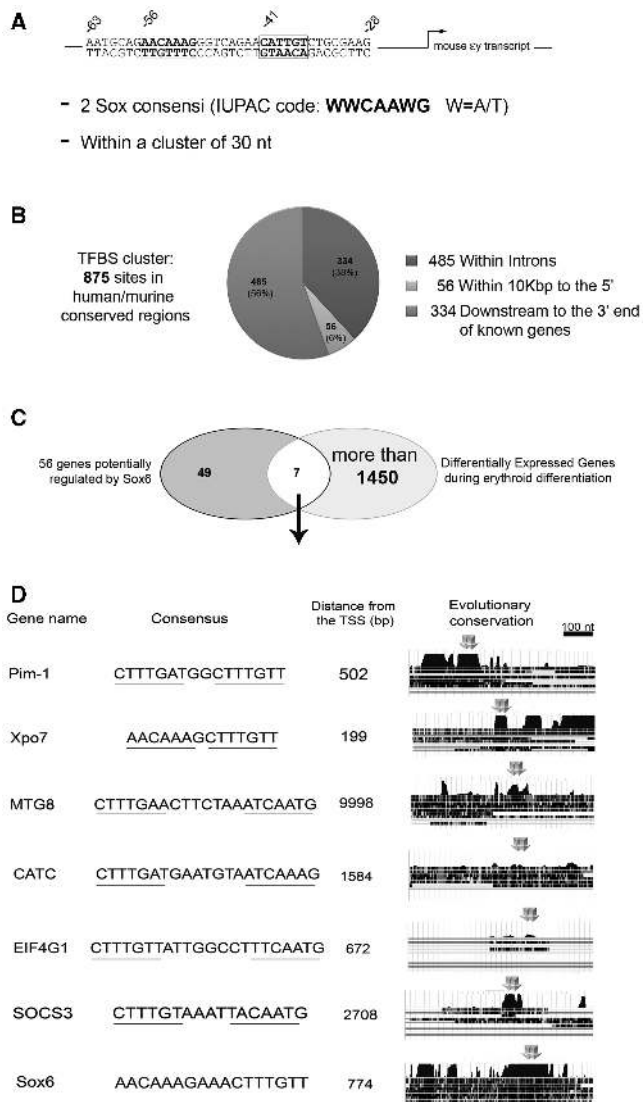 A
-63 -56 -41 -28
AATGCAGAACAAAGGGTCAGAACATTGTCTGCGAAG
TTACGTCTTGTTTCCCAGTCTTGTAACAGACGCTTC
mouse εy transcript
- 2 Sox consensi (IUPAC code: WWCAAWG W=A/T)
- Within a cluster of 30 nt
B
TFBS cluster:
875 sites in
human/murine
conserved regions
334
(38%)
485
(56%)
56
(6%)
485 Within Introns
56 Within 10Kbp to the 5'
334 Downstream to the 3' end
of known genes
C
56 genes potentially
regulated by Sox6
49
7
more than
1450
Differentially Expressed Genes
during erythroid differentiation
D
Gene name Consensus Distance from
the TSS (bp) Evolutionary
conservation
100 nt
Pim-1 CTTTGATGGCTTTGTT 502
Xpo7 AACAAAGCTTTGTT 199
MTG8 CTTTGAACTTCTAAATCAATG 9998
CATC CTTTGATGAATGTAATCAAAG 1584
EIF4G1 CTTTGTTATTGGCCTTTCAATG 672
SOCS3 CTTTGTAAATTACAATG 2708
Sox6 AACAAAGAAACTTTGTT 774